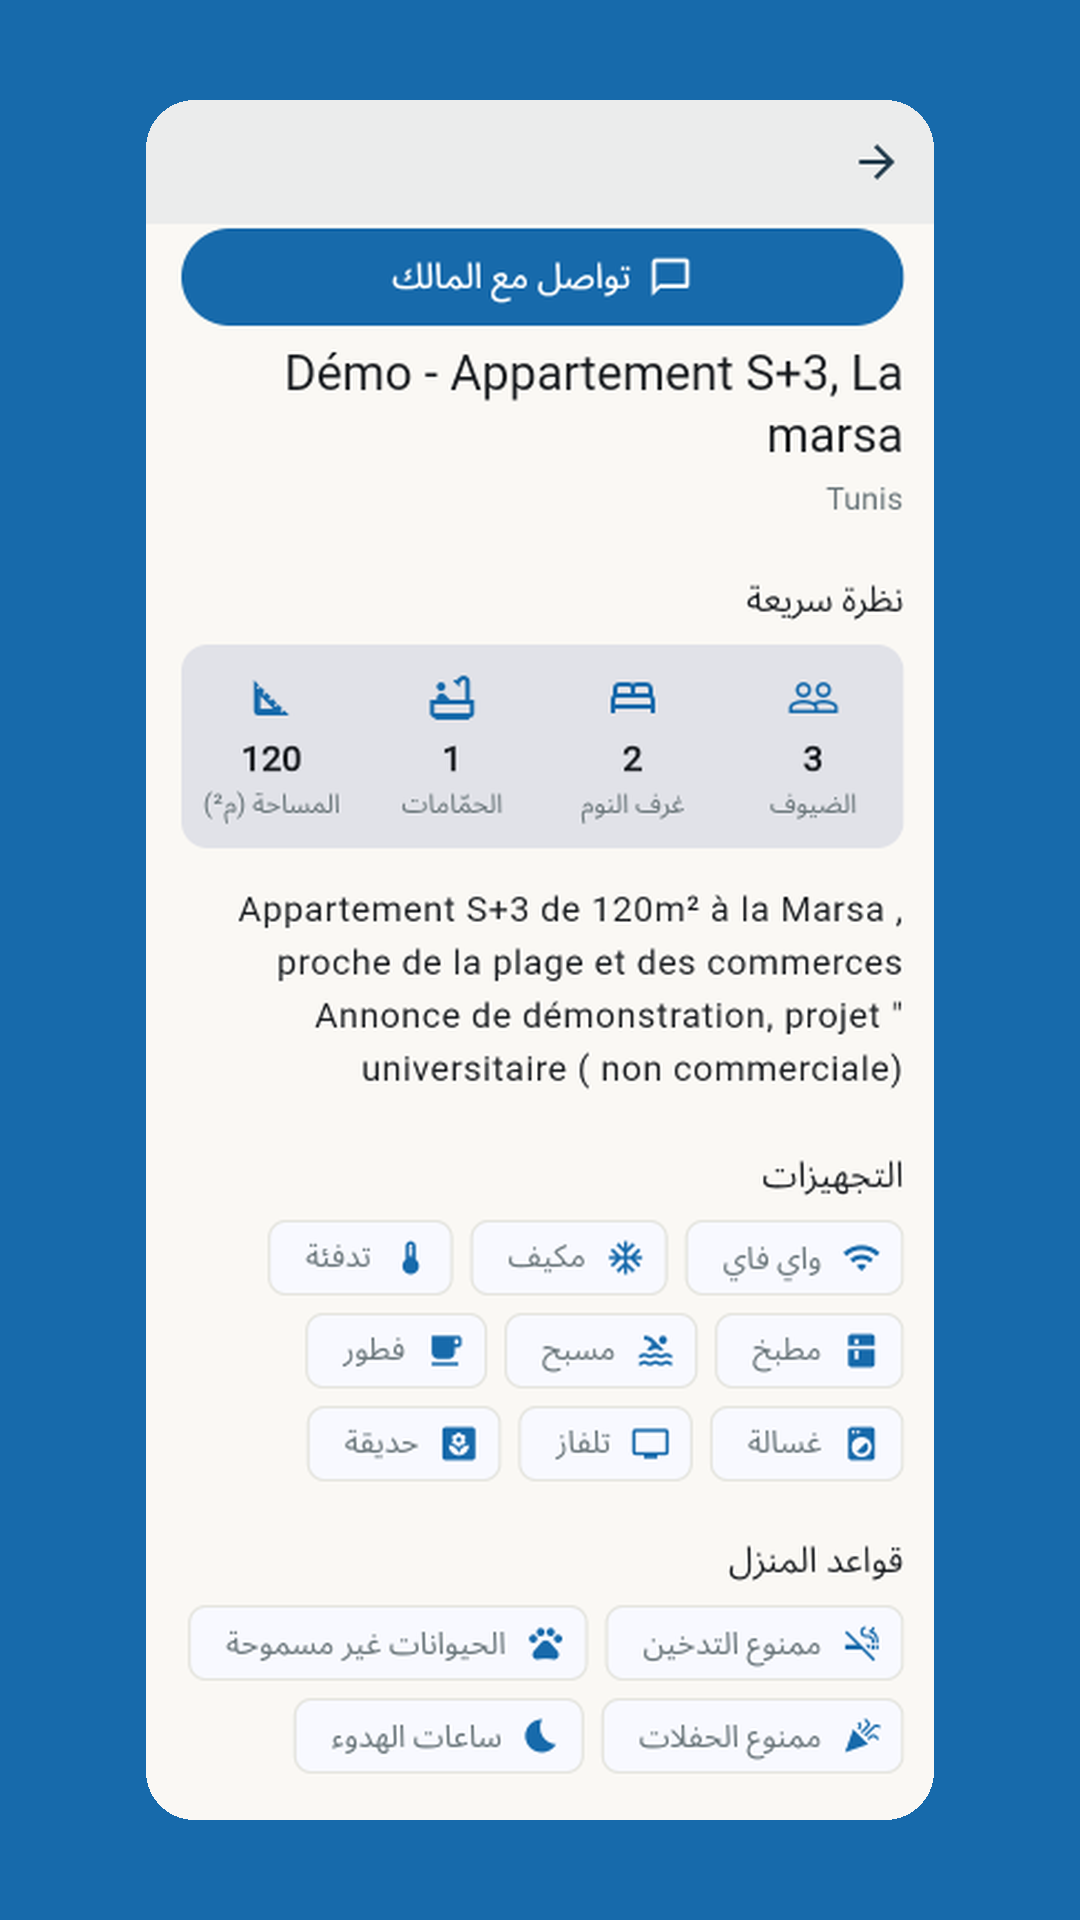 تواصل مع المالك
Démo - Appartement S+3, La
marsa
Tunis
نظرة سريعة
3
2
1
120
الضيوف
غرف النوم
الحمّامات
المساحة (م²)
Appartement S+3 de 120m² à la Marsa ,
proche de la plage et des commerces
Annonce de démonstration, projet "
universitaire ( non commerciale)
التجهيزات
واي فاي
مكيف
تدفئة
مطبخ
مسبح
فطور
غسالة
تلفاز
حديقة
قواعد المنزل
ممنوع التدخين
الحيوانات غير مسموحة
ممنوع الحفلات
ساعات الهدوء